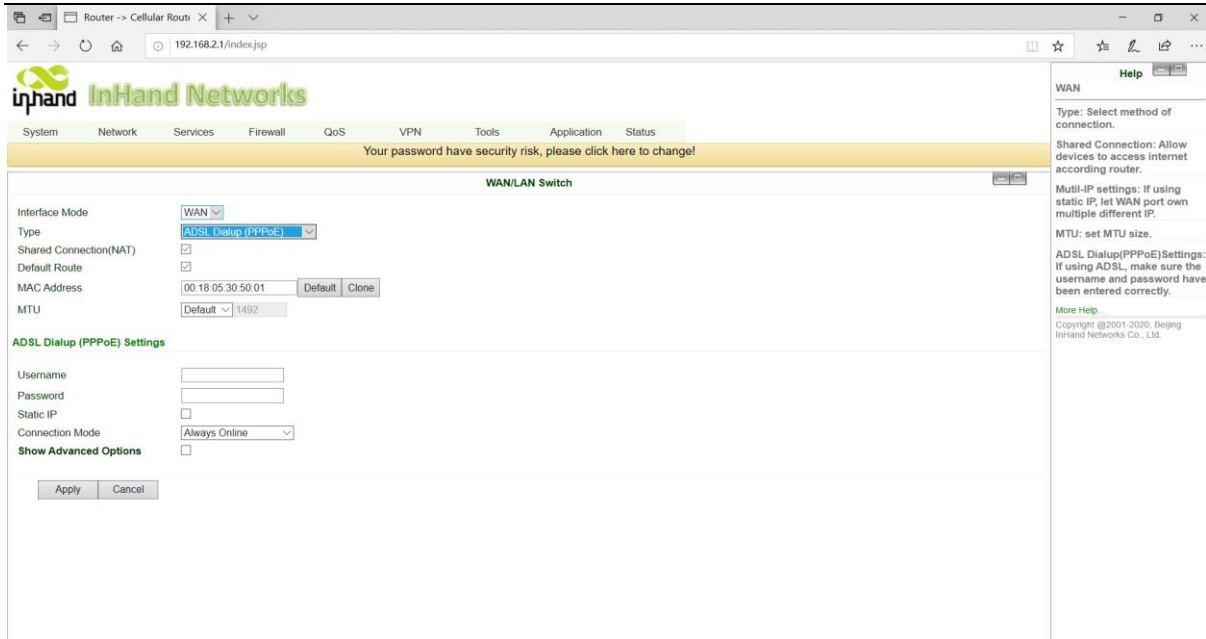 Router -> Cellular Route
192.168.2.1/index.jsp
inhand InHand Networks
System Network Services Firewall QoS VPN Tools Application Status
Your password have security risk, please click here to change!
WAN/LAN Switch
Interface Mode WAN
Type ADSL Dialup (PPPoE)
Shared Connection(NAT)
Default Route
MAC Address 00:18:05:30:50:01 Default Clone
MTU Default 1492
ADSL Dialup (PPPoE) Settings
Username
Password
Static IP
Connection Mode Always Online
Show Advanced Options
Apply Cancel
Help
WAN
Type: Select method of
connection.
Shared Connection: Allow
devices to access internet
according router.
Mutil-IP settings: If using
static IP, let WAN port own
multiple different IP.
MTU: set MTU size.
ADSL Dialup(PPPoE)Settings:
If using ADSL, make sure the
username and password have
been entered correctly.
More Help...
Copyright @2001-2020, Beijing
InHand Networks Co., Ltd.